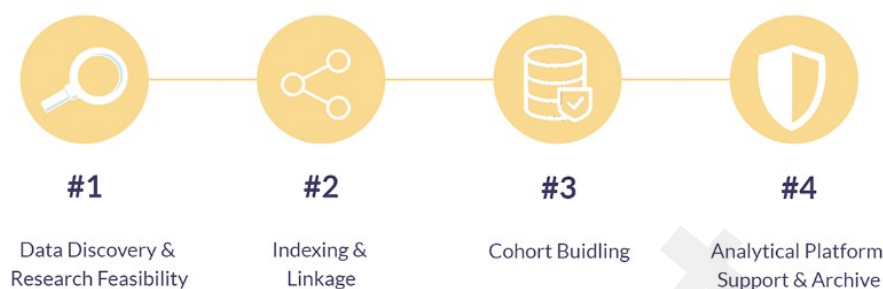 #1
Data Discovery &
Research Feasibility
#2
Indexing &
Linkage
#3
Cohort Buidling
#4
Analytical Platform
Support & Archive